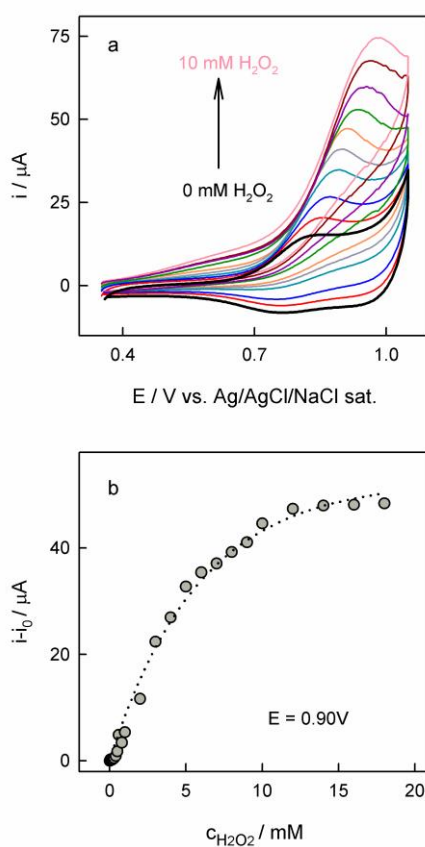 a
10 mM H₂O₂
0 mM H₂O₂
75
50
25
0
i / µA
0.4 0.7 1.0
E / V vs. Ag/AgCl/NaCl sat.
b
40
20
0
i-i₀ / µA
E = 0.90V
0 5 10 15 20
c_H₂O₂ / mM